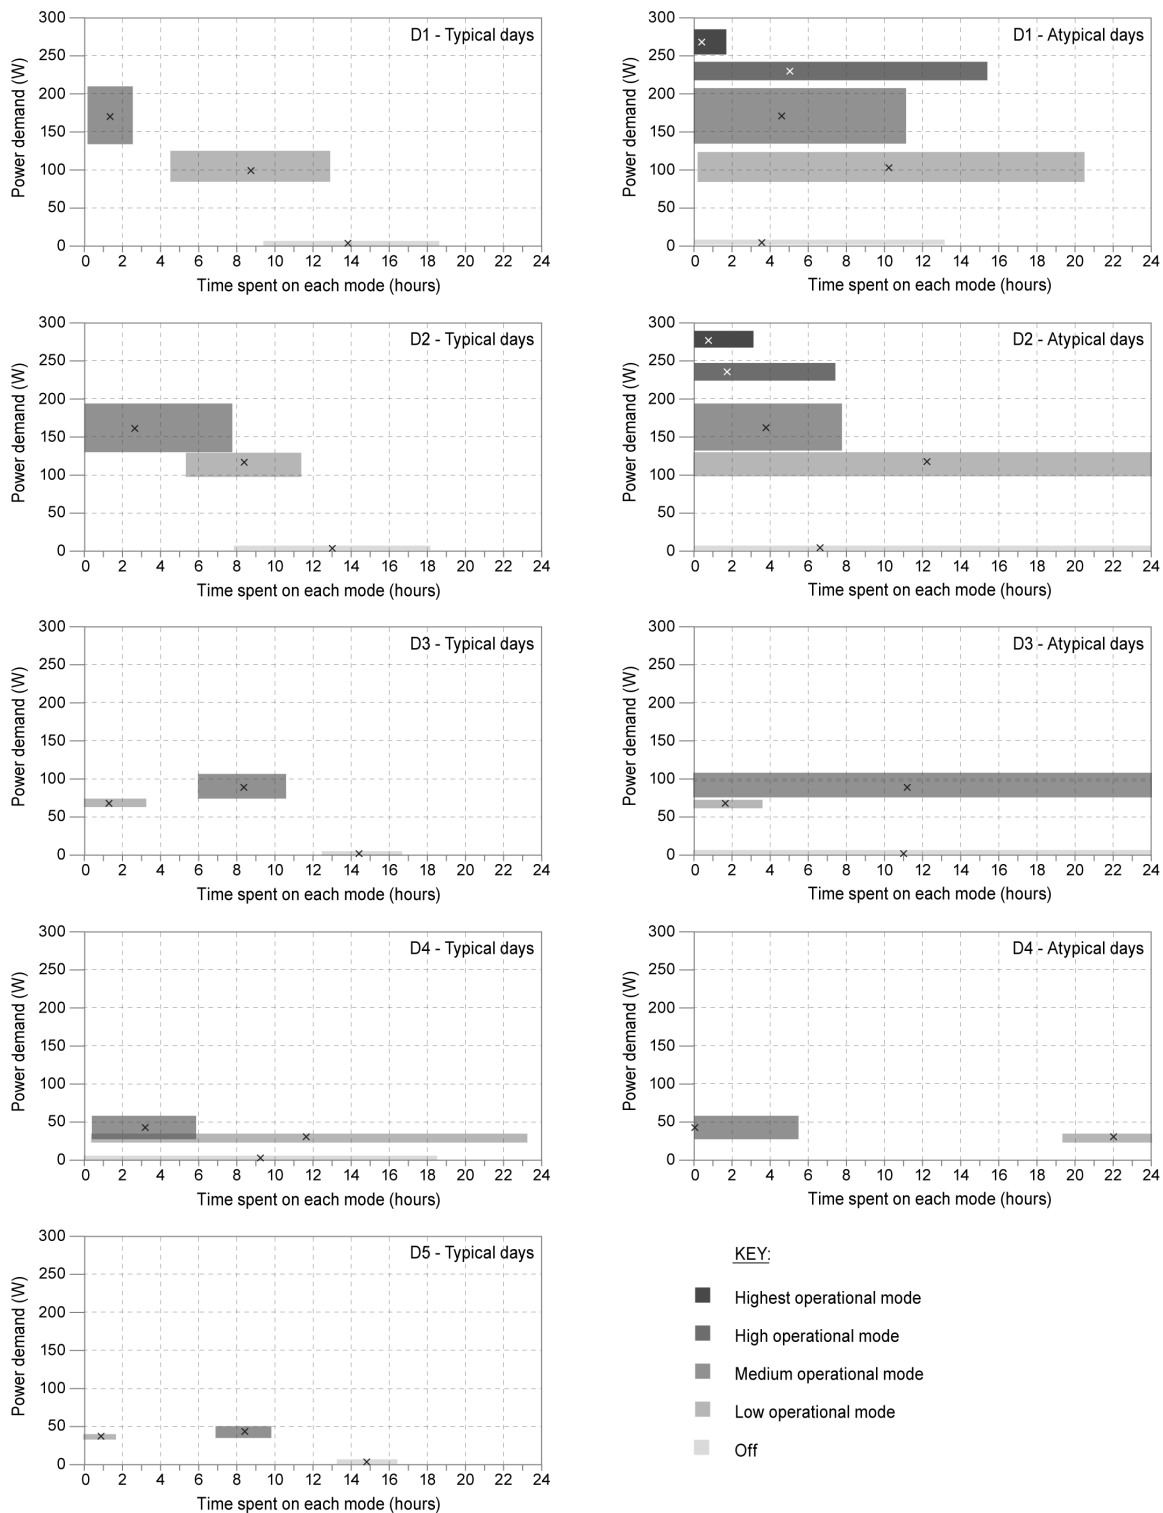 D1 - Typical days
Power demand (W)
300
250
200
150
100
50
0
0 2 4 6 8 10 12 14 16 18 20 22 24
Time spent on each mode (hours)
D1 - Atypical days
Power demand (W)
300
250
200
150
100
50
0
0 2 4 6 8 10 12 14 16 18 20 22 24
Time spent on each mode (hours)
D2 - Typical days
Power demand (W)
300
250
200
150
100
50
0
0 2 4 6 8 10 12 14 16 18 20 22 24
Time spent on each mode (hours)
D2 - Atypical days
Power demand (W)
300
250
200
150
100
50
0
0 2 4 6 8 10 12 14 16 18 20 22 24
Time spent on each mode (hours)
D3 - Typical days
Power demand (W)
300
250
200
150
100
50
0
0 2 4 6 8 10 12 14 16 18 20 22 24
Time spent on each mode (hours)
D3 - Atypical days
Power demand (W)
300
250
200
150
100
50
0
0 2 4 6 8 10 12 14 16 18 20 22 24
Time spent on each mode (hours)
D4 - Typical days
Power demand (W)
300
250
200
150
100
50
0
0 2 4 6 8 10 12 14 16 18 20 22 24
Time spent on each mode (hours)
D4 - Atypical days
Power demand (W)
300
250
200
150
100
50
0
0 2 4 6 8 10 12 14 16 18 20 22 24
Time spent on each mode (hours)
D5 - Typical days
Power demand (W)
300
250
200
150
100
50
0
0 2 4 6 8 10 12 14 16 18 20 22 24
Time spent on each mode (hours)
KEY:
Highest operational mode
High operational mode
Medium operational mode
Low operational mode
Off